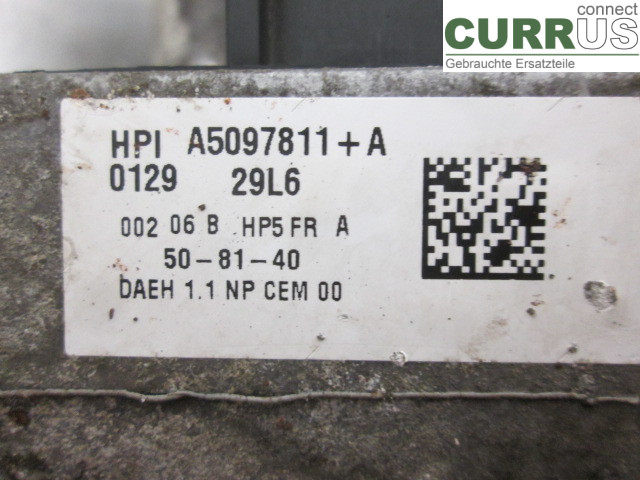 connect
CURRUS
Gebrauchte Ersatzteile
HPI A5097811+A
0129 29L6
002 06 B HP5 FR A
50-81-40
DAEH 1.1 NP CEM 00